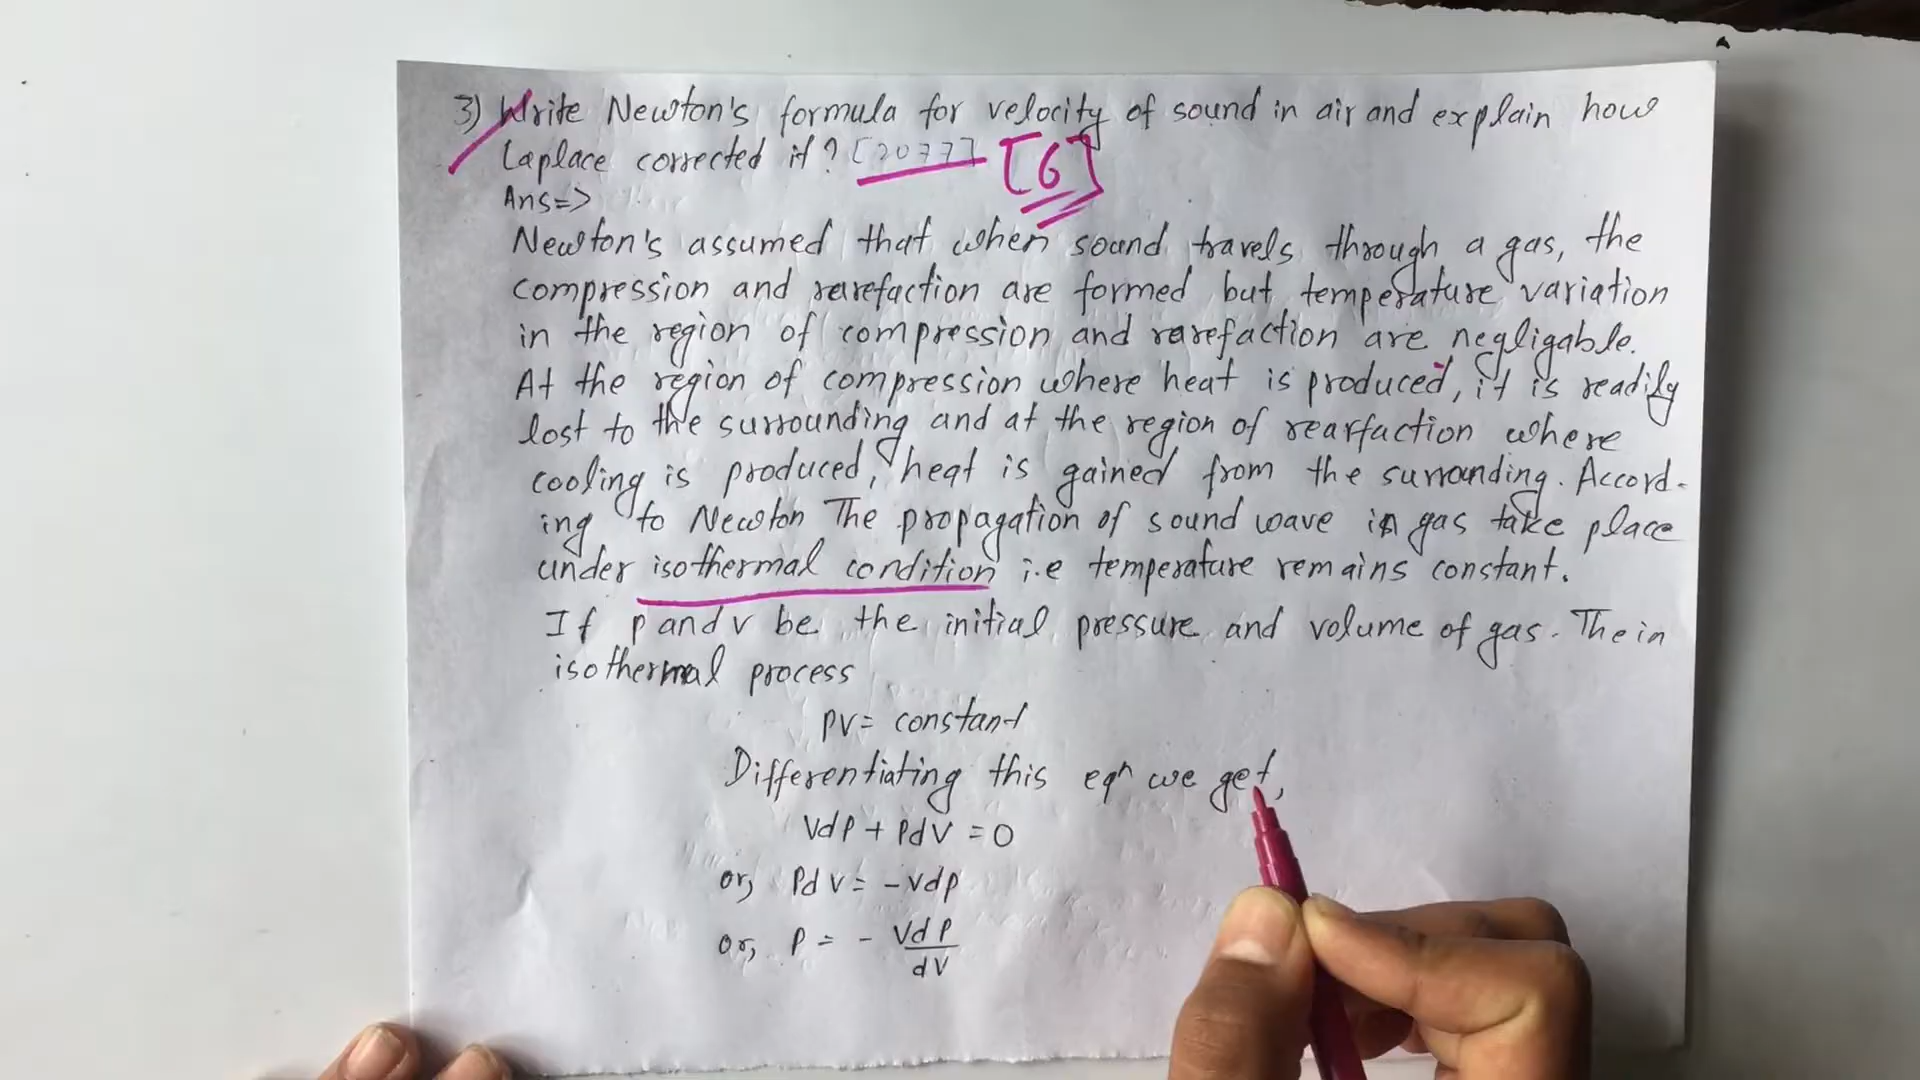 3) Write Newton's formula for velocity of sound in air and explain how
Laplace corrected it? [2077] [6]
Ans=>
Newton's assumed that when sound travels through a gas, the
compression and rarefaction are formed but temperature variation
in the region of compression and rarefaction are negligable.
At the region of compression where heat is produced, it is readily
lost to the surrounding and at the region of rearfaction where
cooling is produced, heat is gained from the surrounding. Accord-
ing to Newton The propagation of sound wave in gas take place
under isothermal condition i.e temperature remains constant.
If P and V be the initial pressure and volume of gas. The in
isothermal process
PV = constant
Differentiating this eqⁿ we get,
VdP + PdV = 0
or, PdV = -VdP
or, P = - VdP/dV